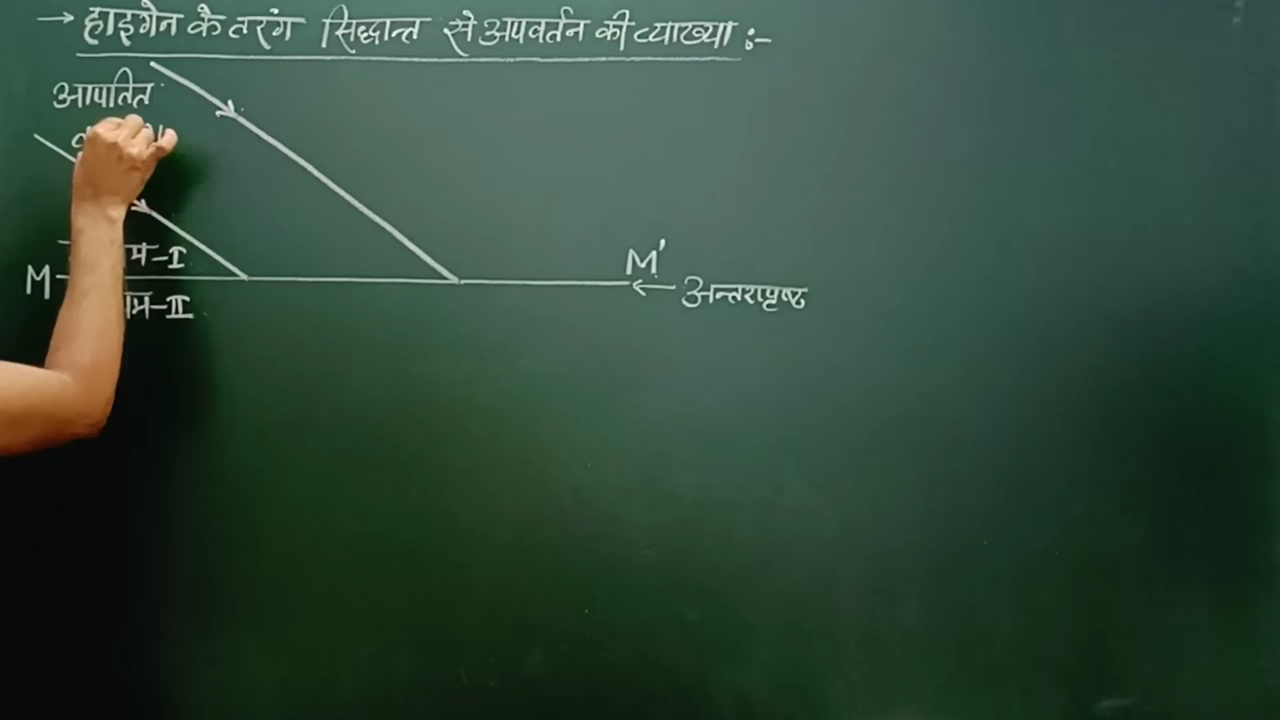 → हाइगेन के तरंग सिद्धान्त से अपवर्तन की व्याख्या :-
आपतित
M'
म-I
M
← अन्तरापृष्ठ
म-II